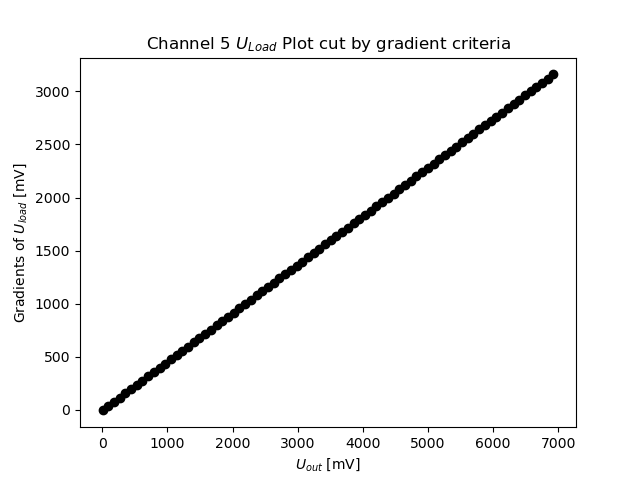 Channel 5 U_Load Plot cut by gradient criteria
Gradients of U_load [mV]
3000
2500
2000
1500
1000
500
0
0 1000 2000 3000 4000 5000 6000 7000
U_out [mV]